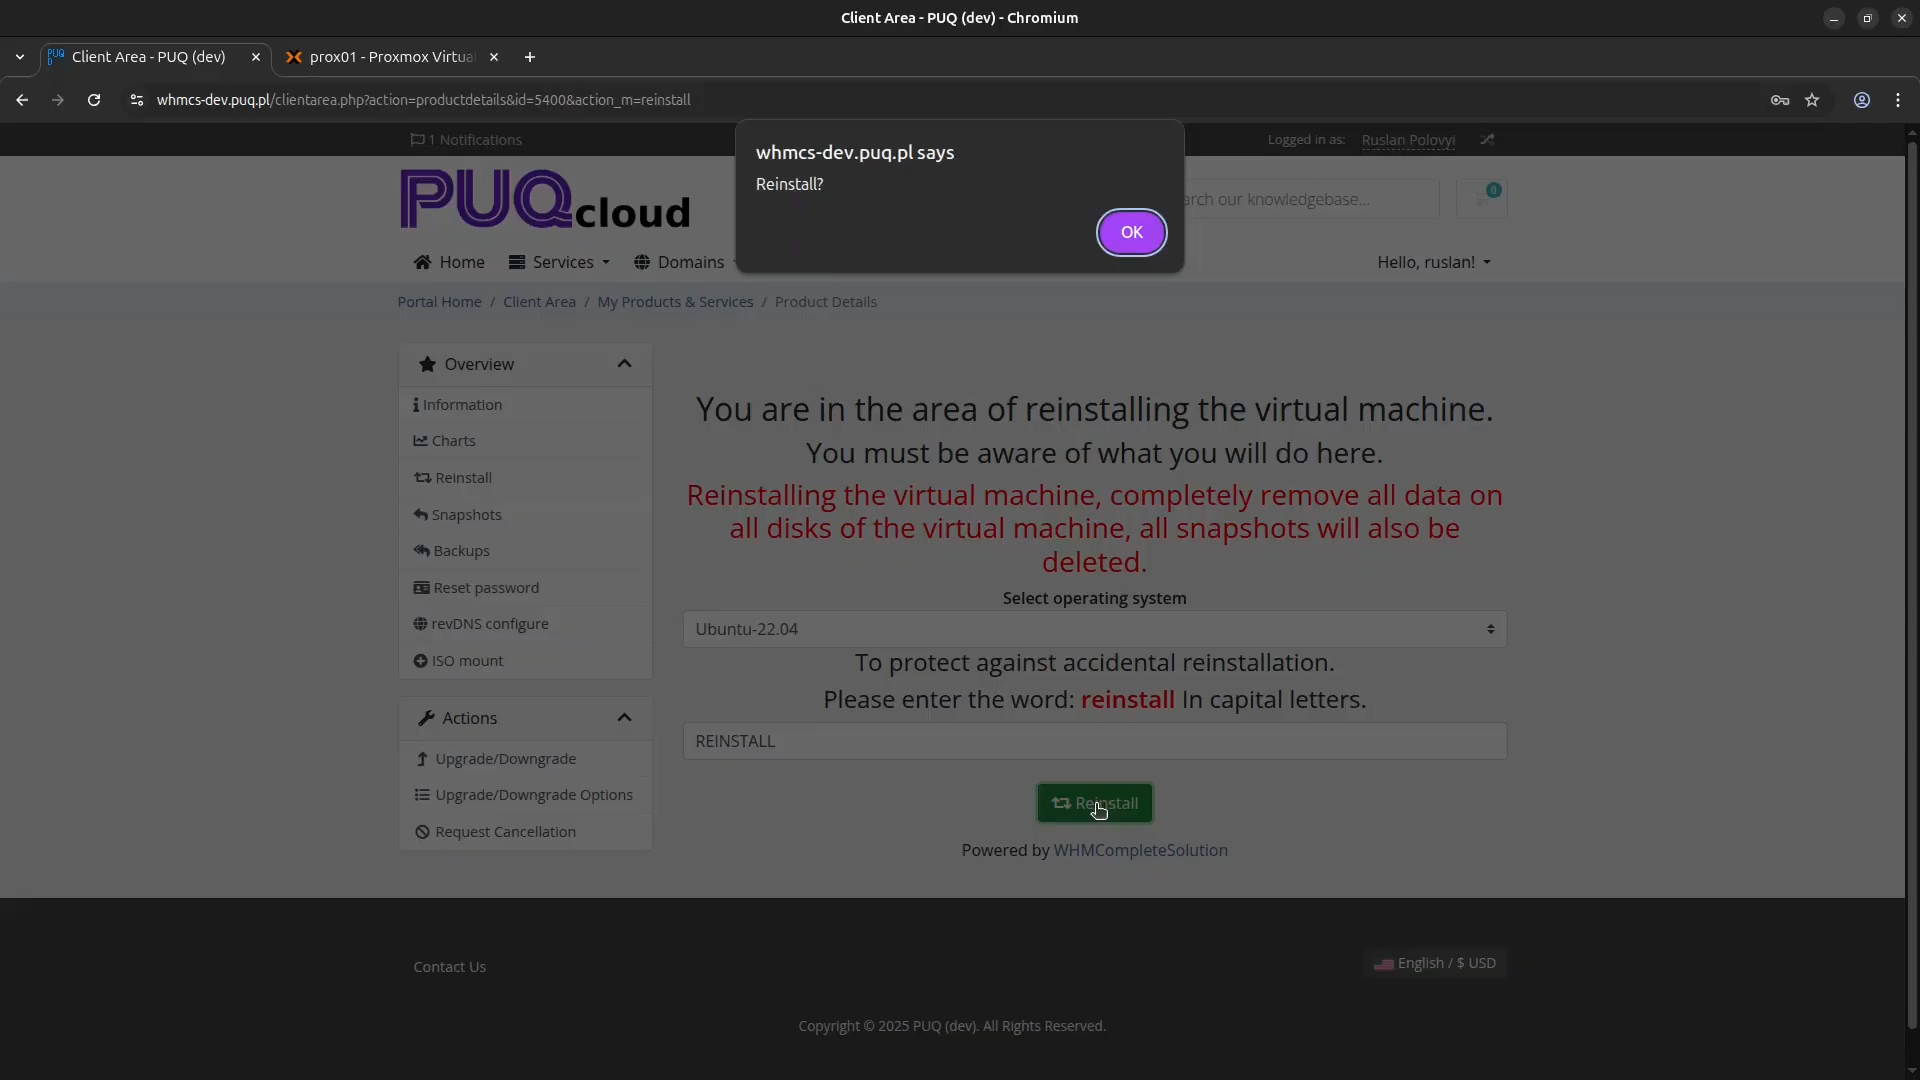 Client Area - PUQ (dev) - Chromium
Client Area - PUQ (dev)
prox01 - Proxmox Virtua
whmcs-dev.puq.pl/clientarea.php?action=productdetails&id=5400&action_m=reinstall
1 Notifications
Logged in as: Ruslan Polovyi
whmcs-dev.puq.pl says
Reinstall?
OK
PUQcloud
arch our knowledgebase...
0
Home
Services
Domains
Hello, ruslan!
Portal Home / Client Area / My Products & Services / Product Details
Overview
Information
Charts
Reinstall
Snapshots
Backups
Reset password
revDNS configure
ISO mount
Actions
Upgrade/Downgrade
Upgrade/Downgrade Options
Request Cancellation
You are in the area of reinstalling the virtual machine.
You must be aware of what you will do here.
Reinstalling the virtual machine, completely remove all data on
all disks of the virtual machine, all snapshots will also be
deleted.
Select operating system
Ubuntu-22.04
To protect against accidental reinstallation.
Please enter the word: reinstall In capital letters.
REINSTALL
Reinstall
Powered by WHMCompleteSolution
Contact Us
English / $ USD
Copyright © 2025 PUQ (dev). All Rights Reserved.